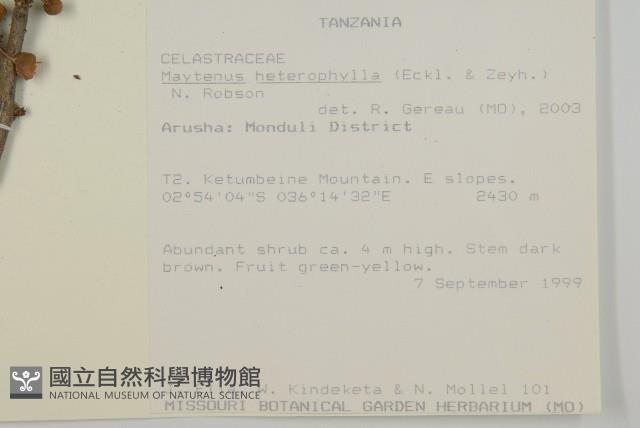 TANZANIA
CELASTRACEAE
Maytenus heterophylla (Eckl. & Zeyh.)
N. Robson
det. R. Gereau (MO), 2003
Arusha: Monduli District
T2. Ketumbeine Mountain. E slopes.
02°54'04"S 036°14'32"E 2430 m
Abundant shrub ca. 4 m high. Stem dark
brown. Fruit green-yellow.
7 September 1999
W. Kindeketa & N. Mollel 101
MISSOURI BOTANICAL GARDEN HERBARIUM (MO)
國立自然科學博物館
NATIONAL MUSEUM OF NATURAL SCIENCE